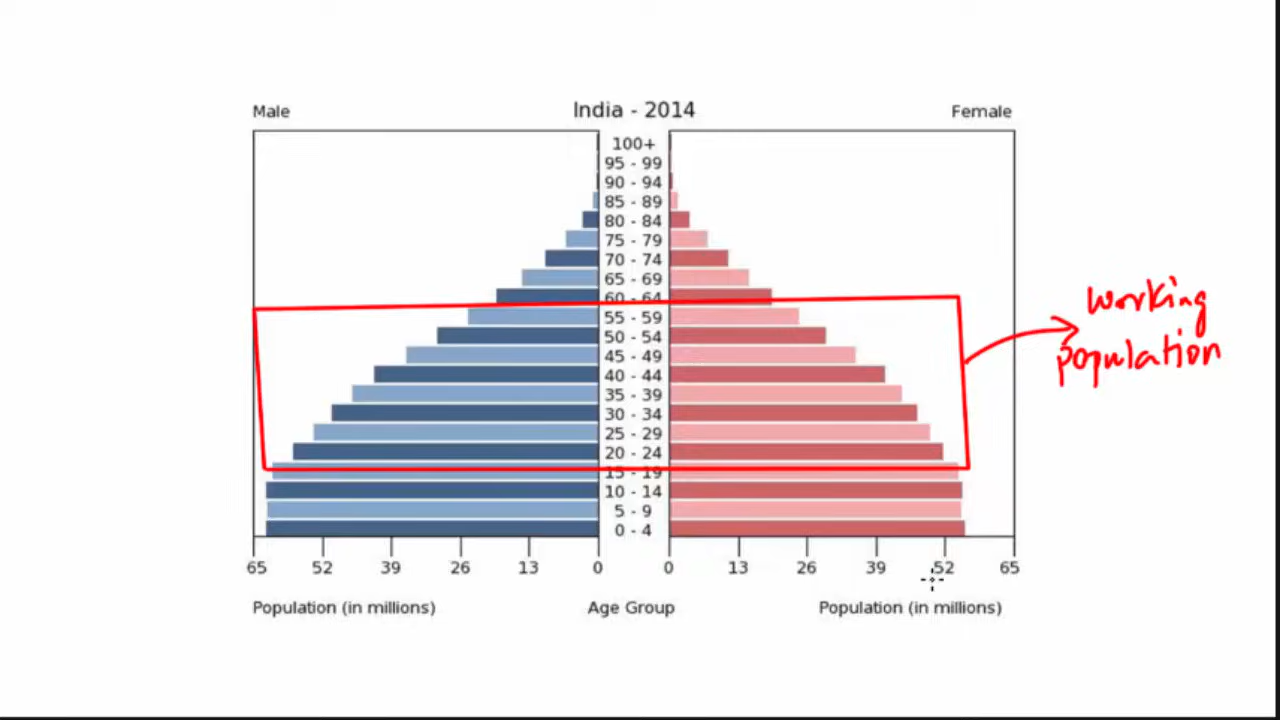 Male India - 2014 Female
100+
95 - 99
90 - 94
85 - 89
80 - 84
75 - 79
70 - 74
65 - 69
60 - 64
55 - 59
50 - 54
45 - 49
40 - 44
35 - 39
30 - 34
25 - 29
20 - 24
15 - 19
10 - 14
5 - 9
0 - 4
working
population
65 52 39 26 13 0 0 13 26 39 52 65
Population (in millions) Age Group Population (in millions)